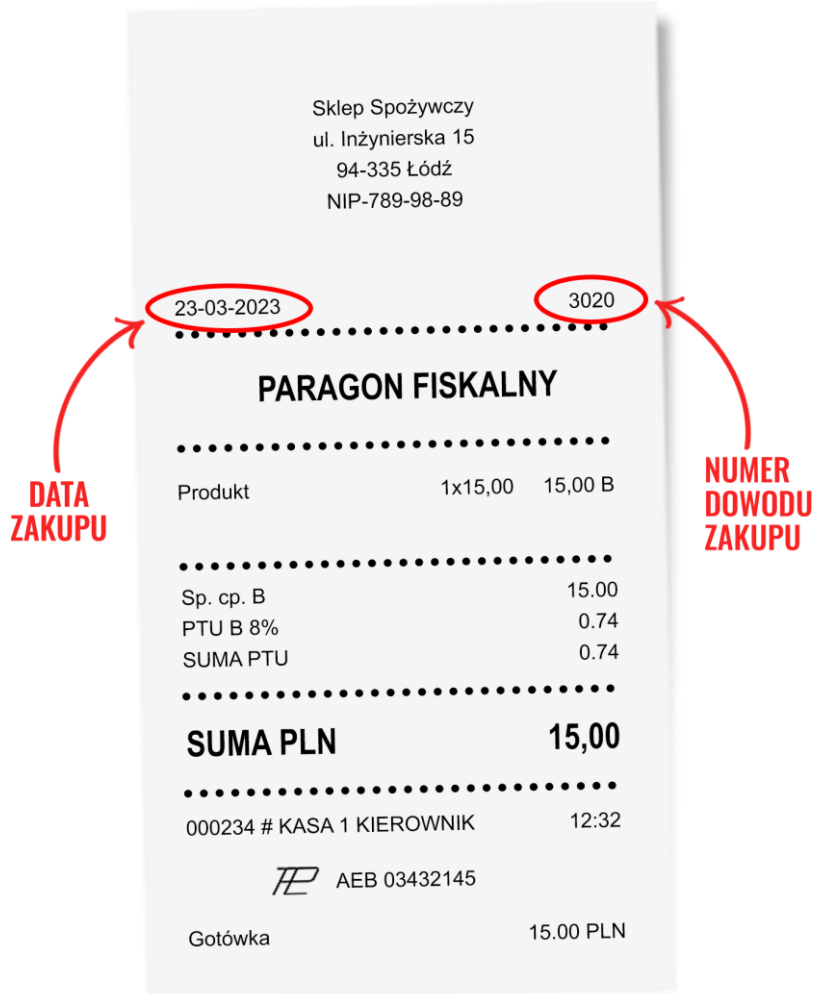 Sklep Spożywczy
ul. Inżynierska 15
94-335 Łódź
NIP-789-98-89
23-03-2023 3020
PARAGON FISKALNY
DATA
ZAKUPU
NUMER
DOWODU
ZAKUPU
Produkt 1x15,00 15,00 B
Sp. cp. B 15.00
PTU B 8% 0.74
SUMA PTU 0.74
SUMA PLN 15,00
000234 # KASA 1 KIEROWNIK 12:32
AEB 03432145
Gotówka 15.00 PLN